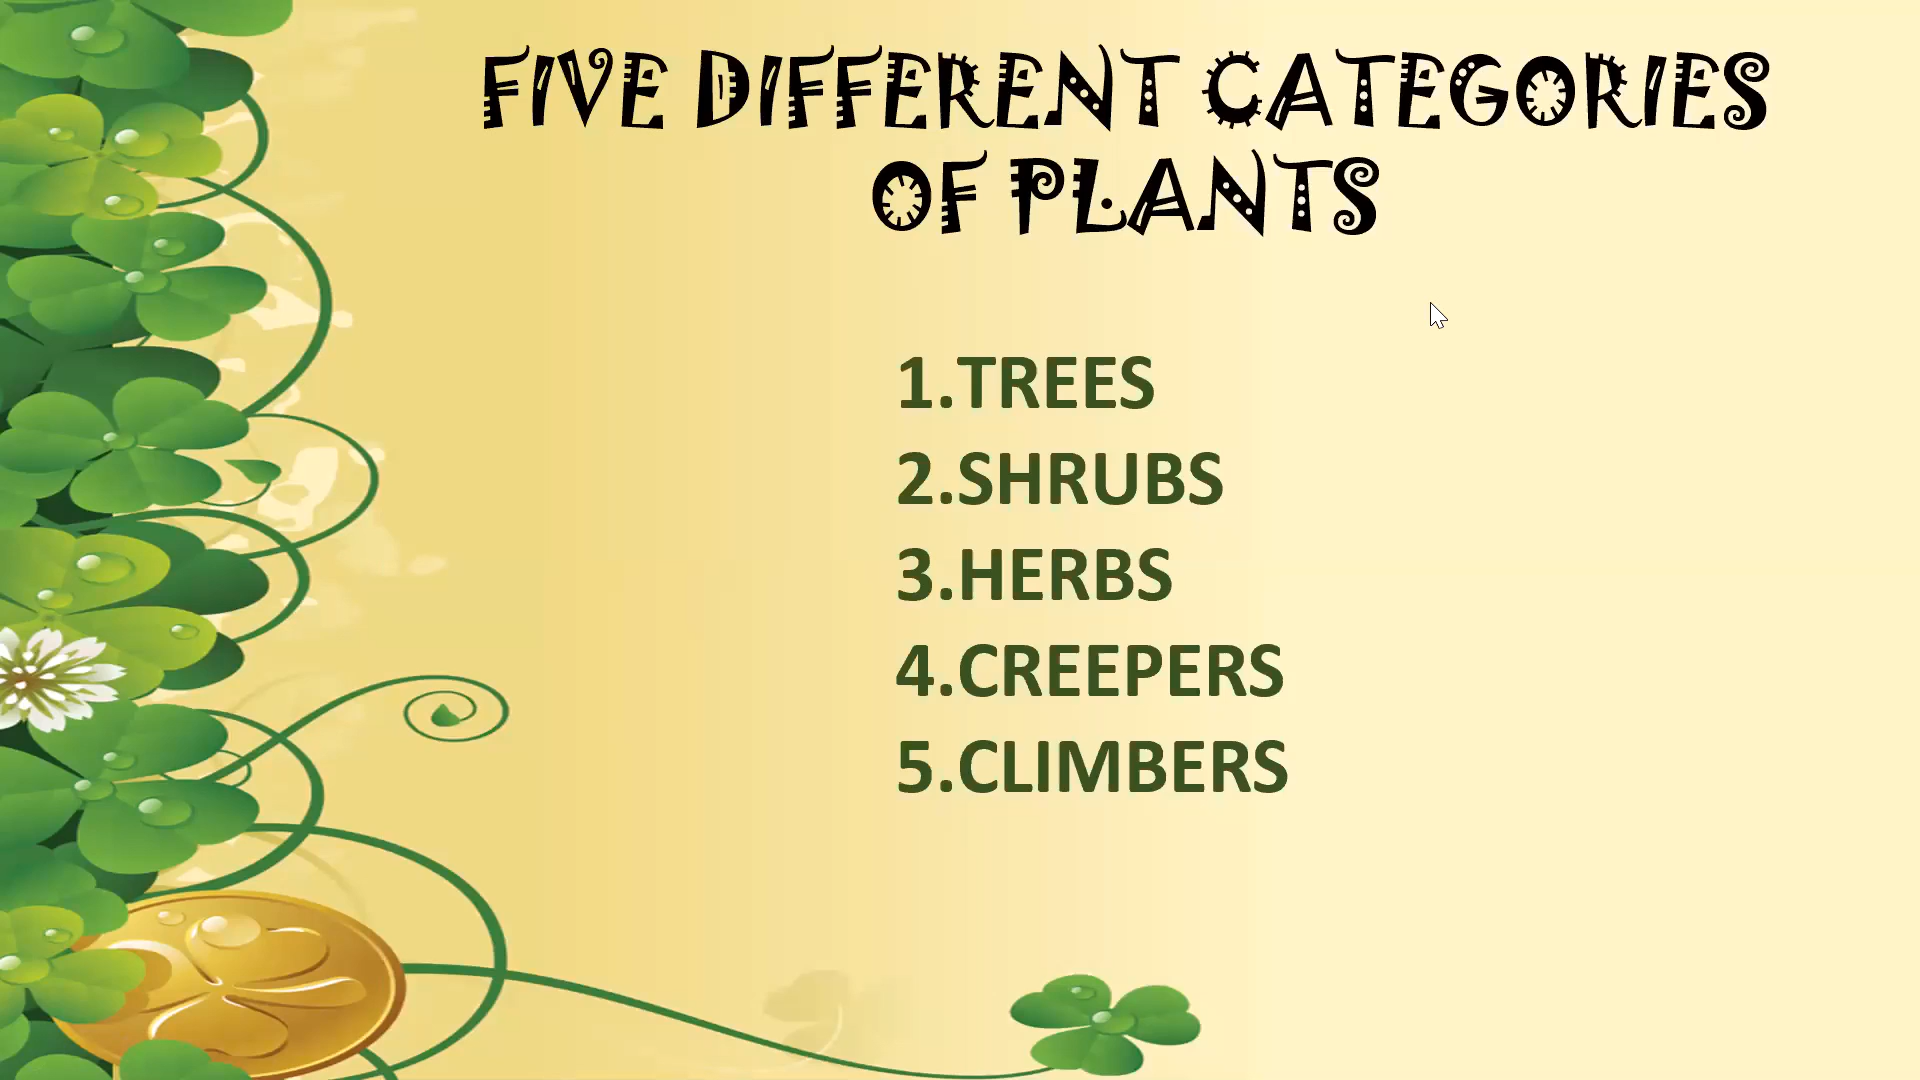 FIVE DIFFERENT CATEGORIES
OF PLANTS
1.TREES
2.SHRUBS
3.HERBS
4.CREEPERS
5.CLIMBERS